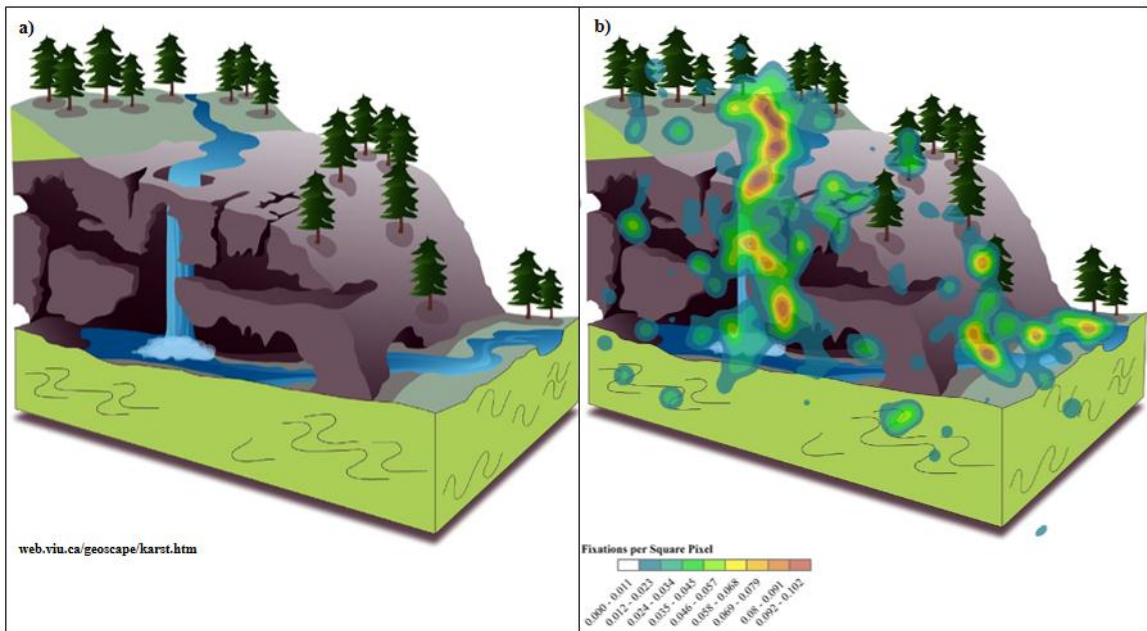 a)
b)
web.viu.ca/geoscape/karst.htm
Fixations per Square Pixel
0.000 - 0.011
0.012 - 0.023
0.024 - 0.034
0.035 - 0.045
0.046 - 0.057
0.058 - 0.068
0.069 - 0.079
0.08 - 0.091
0.092 - 0.102